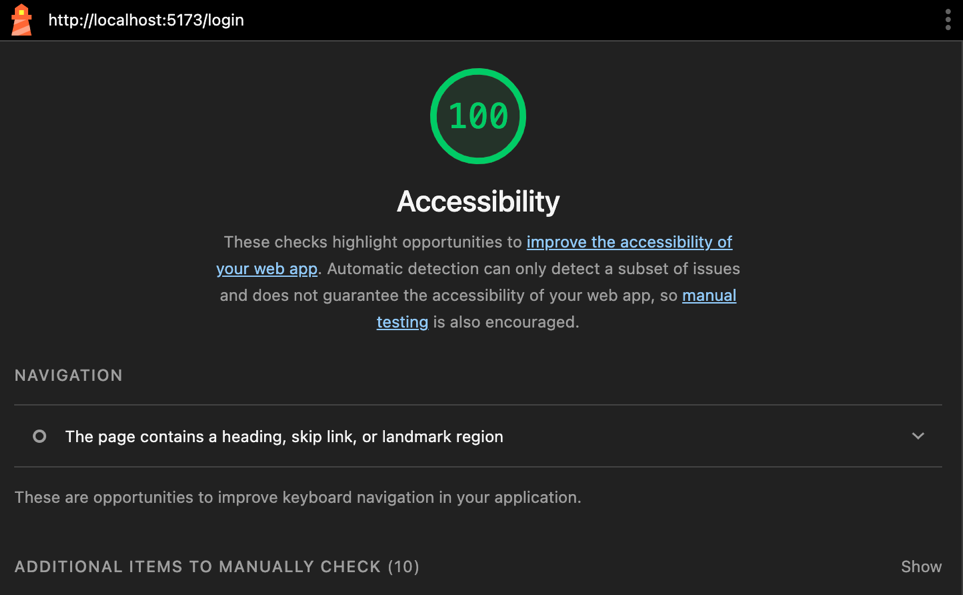 http://localhost:5173/login
100
Accessibility
These checks highlight opportunities to improve the accessibility of
your web app. Automatic detection can only detect a subset of issues
and does not guarantee the accessibility of your web app, so manual
testing is also encouraged.
NAVIGATION
The page contains a heading, skip link, or landmark region
These are opportunities to improve keyboard navigation in your application.
ADDITIONAL ITEMS TO MANUALLY CHECK (10) Show